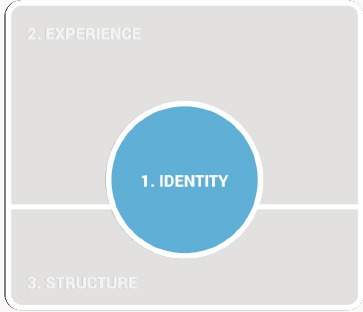 2. EXPERIENCE
1. IDENTITY
3. STRUCTURE